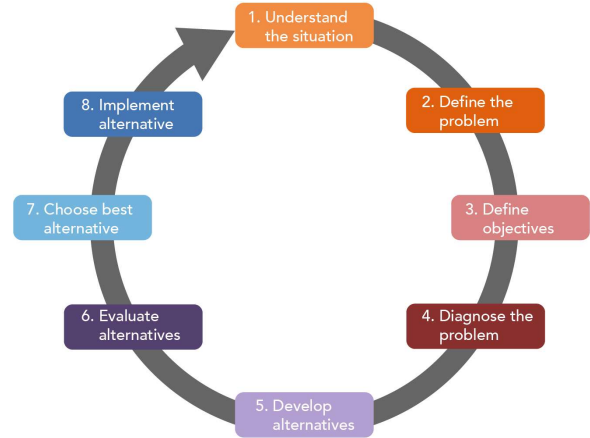 1. Understand
the situation
2. Define the
problem
3. Define
objectives
4. Diagnose the
problem
5. Develop
alternatives
6. Evaluate
alternatives
7. Choose best
alternative
8. Implement
alternative